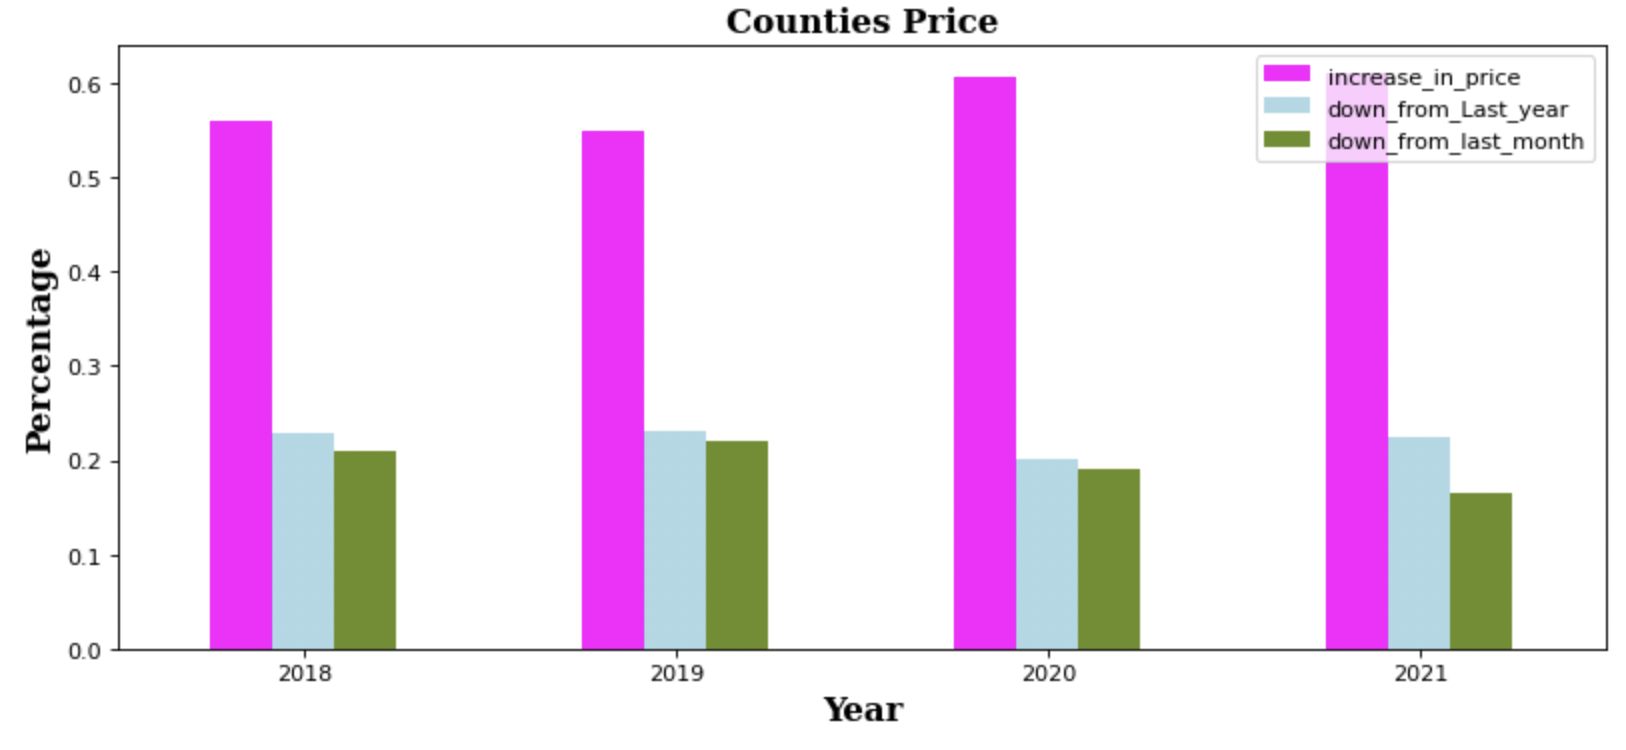 Counties Price
increase_in_price
down_from_Last_year
down_from_last_month
Percentage
0.6
0.5
0.4
0.3
0.2
0.1
0.0
2018 2019 2020 2021
Year